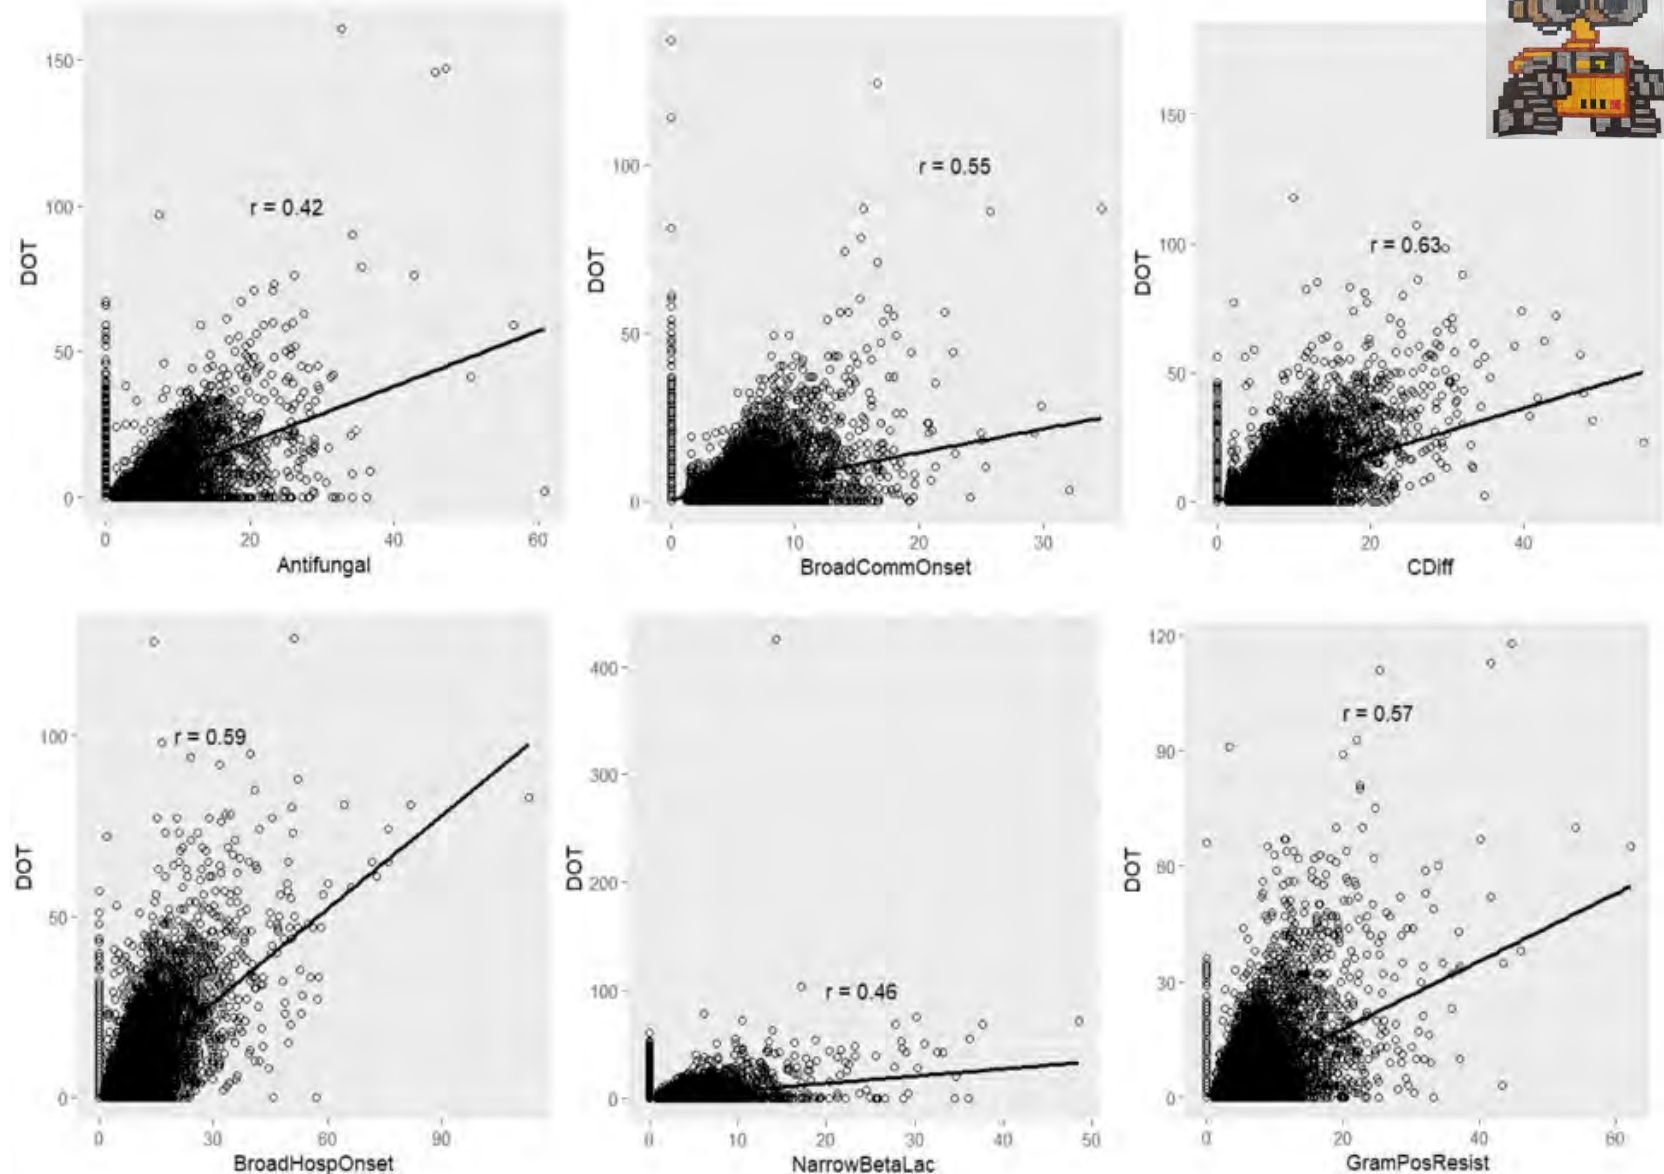 150
100
50
0
DOT
r = 0.42
0 20 40 60
Antifungal
100
50
0
DOT
r = 0.55
0 10 20 30
BroadCommOnset
150
100
50
0
DOT
r = 0.63
0 20 40
CDiff
100
50
0
DOT
r = 0.59
0 30 60 90
BroadHospOnset
400
300
200
100
0
DOT
r = 0.46
0 10 20 30 40 50
NarrowBetaLac
120
90
60
30
0
DOT
r = 0.57
0 20 40 60
GramPosResist